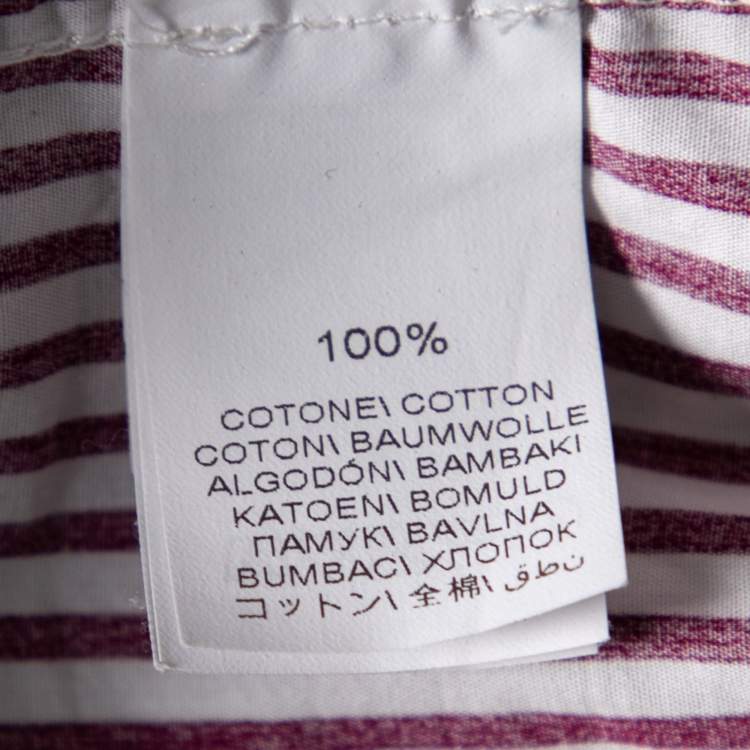 100%
COTONE\ COTTON
COTON\ BAUMWOLLE
ALGODÓN\ BAMBAKI
KATOEN\ BOMULD
ПАМУК\ BAVLNA
BUMBAC\ ХЛОПОК
コットン\ 全棉\ نطق